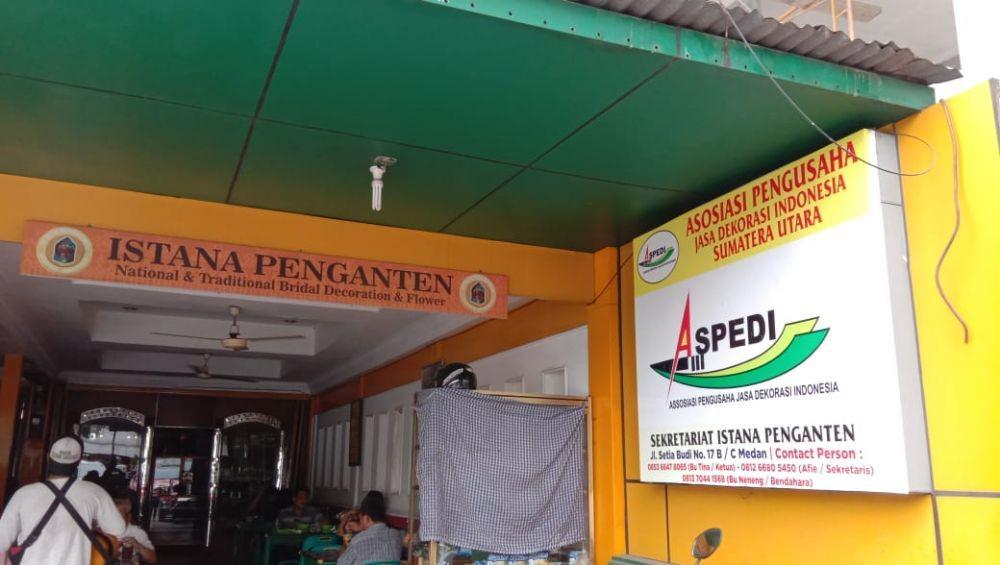 ISTANA PENGANTEN
National & Traditional Bridal Decoration & Flower
ASOSIASI PENGUSAHA
JASA DEKORASI INDONESIA
SUMATERA UTARA
ASPEDI
ASPEDI
ASSOSIASI PENGUSAHA JASA DEKORASI INDONESIA
SEKRETARIAT ISTANA PENGANTEN
Jl. Setia Budi No. 17 B / C Medan | Contact Person :
0853 6647 8065 (Bu Tina / Ketua) - 0812 6680 5450 (Afie / Sekretaris)
0813 7044 1568 (Bu Neneng / Bendahara)